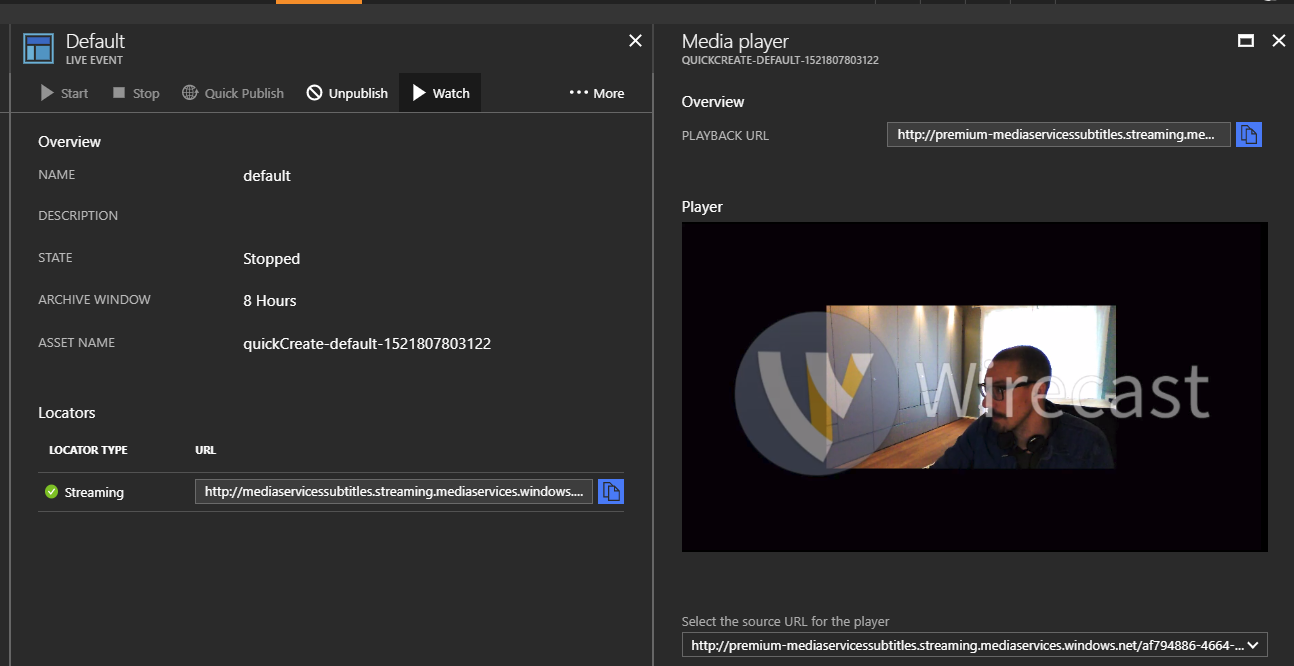 Default
LIVE EVENT
Start
Stop
Quick Publish
Unpublish
Watch
••• More
Overview
NAME
default
DESCRIPTION
STATE
Stopped
ARCHIVE WINDOW
8 Hours
ASSET NAME
quickCreate-default-1521807803122
Locators
LOCATOR TYPE
URL
Streaming
http://mediaservicessubtitles.streaming.mediaservices.windows....
Media player
QUICKCREATE-DEFAULT-1521807803122
Overview
PLAYBACK URL
http://premium-mediaservicessubtitles.streaming.me...
Player
Wirecast
Select the source URL for the player
http://premium-mediaservicessubtitles.streaming.mediaservices.windows.net/af794886-4664-...